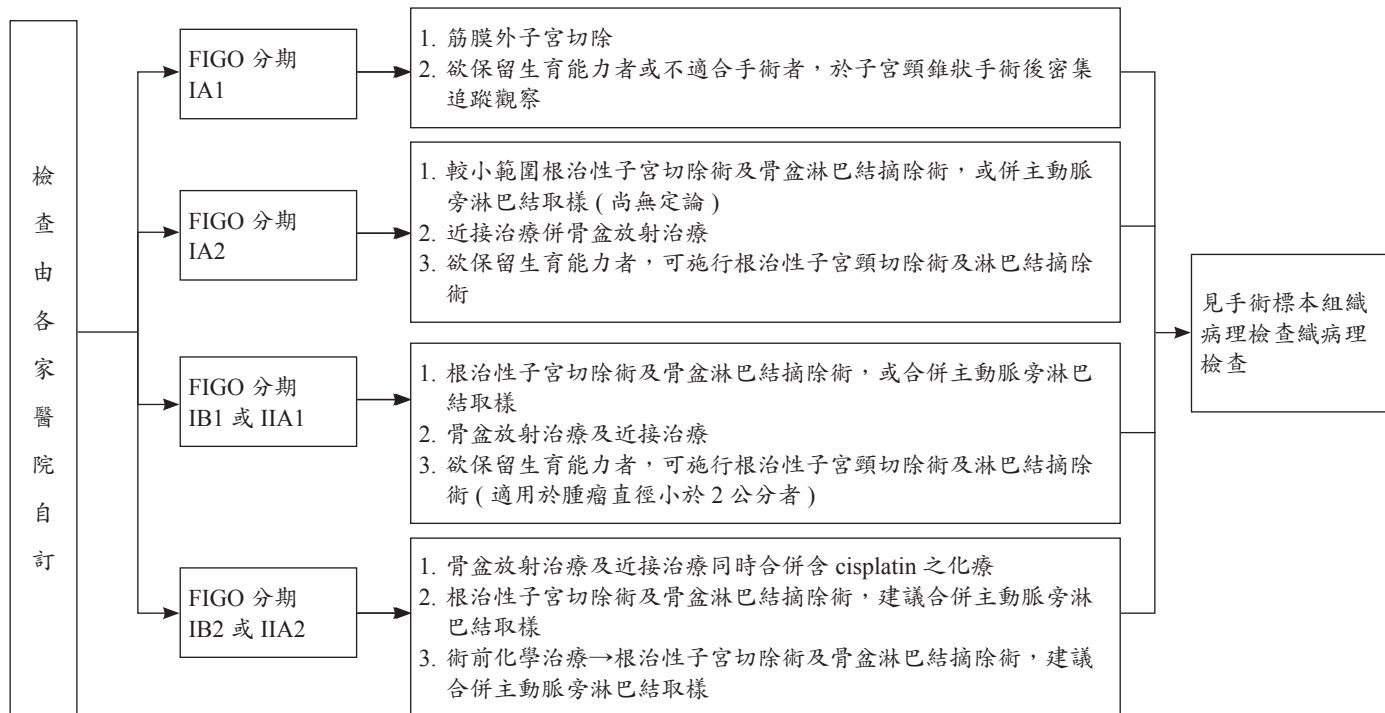 檢查由各家醫院自訂
FIGO 分期
IA1
1. 筋膜外子宮切除
2. 欲保留生育能力者或不適合手術者，於子宮頸錐狀手術後密集
追蹤觀察
FIGO 分期
IA2
1. 較小範圍根治性子宮切除術及骨盆淋巴結摘除術，或併主動脈
旁淋巴結取樣 ( 尚無定論 )
2. 近接治療併骨盆放射治療
3. 欲保留生育能力者，可施行根治性子宮頸切除術及淋巴結摘除
術
FIGO 分期
IB1 或 IIA1
1. 根治性子宮切除術及骨盆淋巴結摘除術，或合併主動脈旁淋巴
結取樣
2. 骨盆放射治療及近接治療
3. 欲保留生育能力者，可施行根治性子宮頸切除術及淋巴結摘除
術 ( 適用於腫瘤直徑小於 2 公分者 )
FIGO 分期
IB2 或 IIA2
1. 骨盆放射治療及近接治療同時合併含 cisplatin 之化療
2. 根治性子宮切除術及骨盆淋巴結摘除術，建議合併主動脈旁淋
巴結取樣
3. 術前化學治療→根治性子宮切除術及骨盆淋巴結摘除術，建議
合併主動脈旁淋巴結取樣
見手術標本組織
病理檢查織病理
檢查